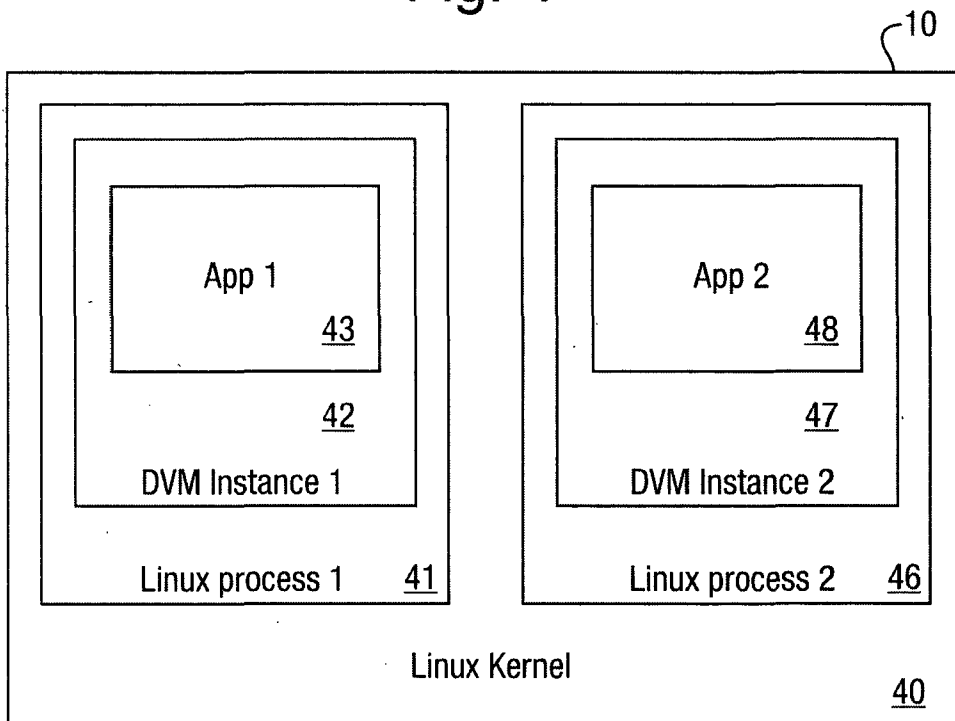 10
App 1
43
42
DVM Instance 1
Linux process 1 41
App 2
48
47
DVM Instance 2
Linux process 2 46
Linux Kernel
40